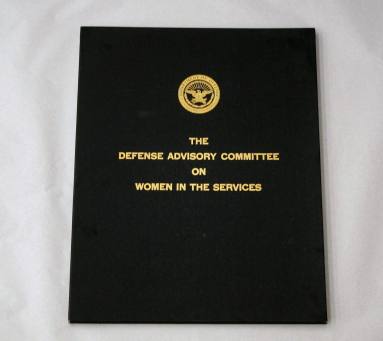 THE
DEFENSE ADVISORY COMMITTEE
ON
WOMEN IN THE SERVICES